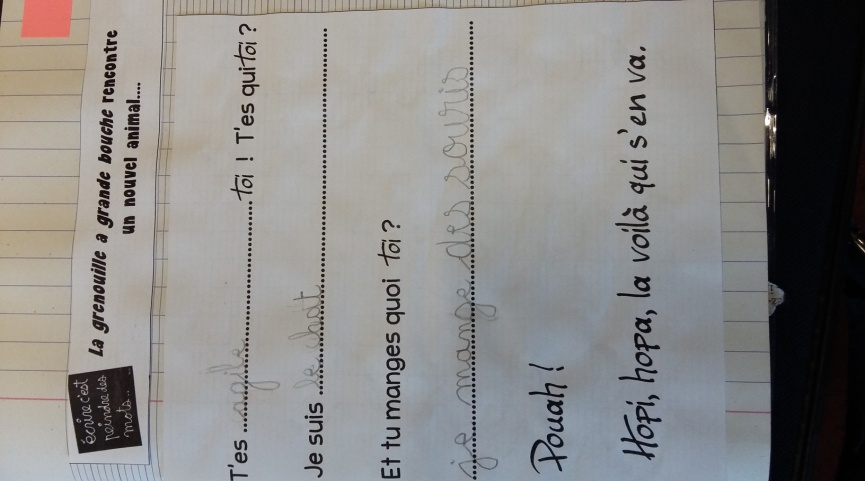 écrire c'est
peindre des
mots...
La grenouille a grande bouche rencontre
un nouvel animal....
T'es agile toi ! T'es qui toi ?
Je suis le chat
Et tu manges quoi toi ?
je mange des souris
Pouah !
Hopi, hopa, la voilà qui s'en va.